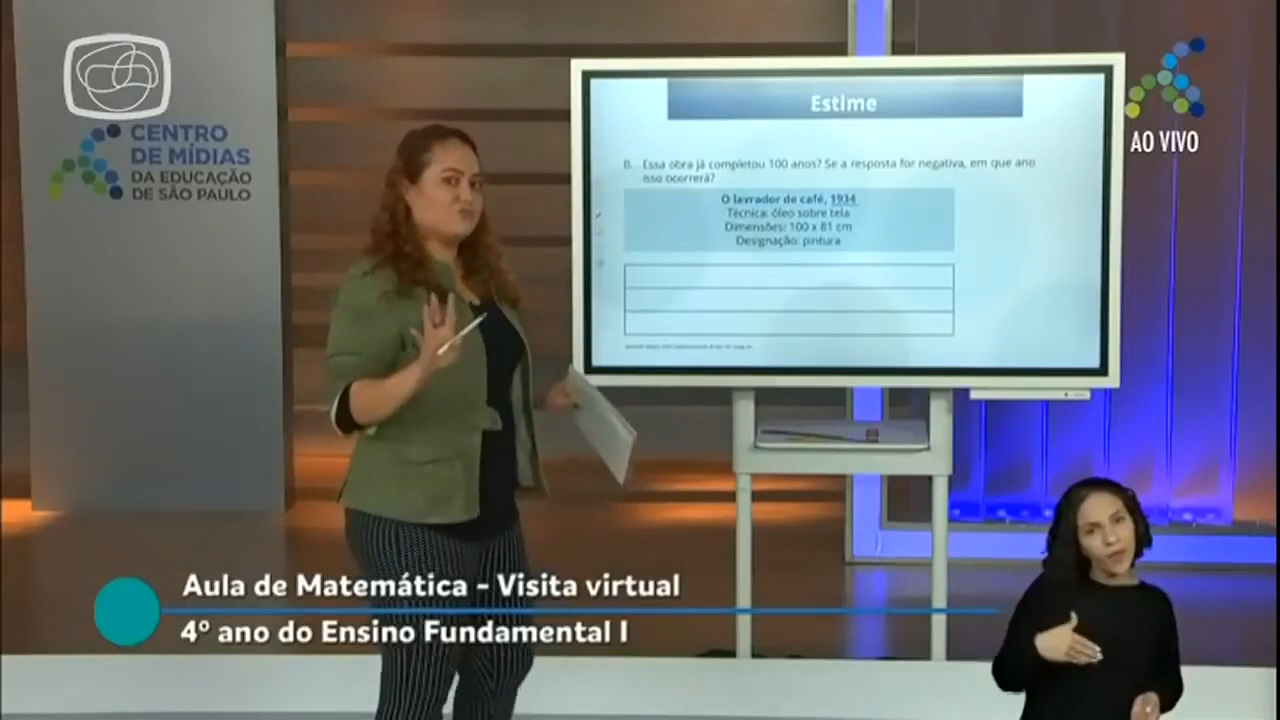 CENTRO
DE MÍDIAS
DA EDUCAÇÃO
DE SÃO PAULO
AO VIVO
Estime
B. Essa obra já completou 100 anos? Se a resposta for negativa, em que ano
isso ocorrerá?
O lavrador de café, 1934
Técnica: óleo sobre tela
Dimensões: 100 x 81 cm
Designação: pintura
Aula de Matemática - Visita virtual
4º ano do Ensino Fundamental I